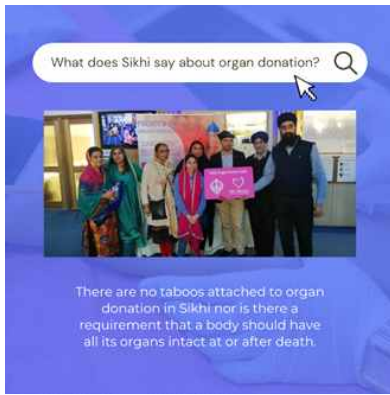 What does Sikhi say about organ donation?
There are no taboos attached to organ
donation in Sikhi nor is there a
requirement that a body should have
all its organs intact at or after death.